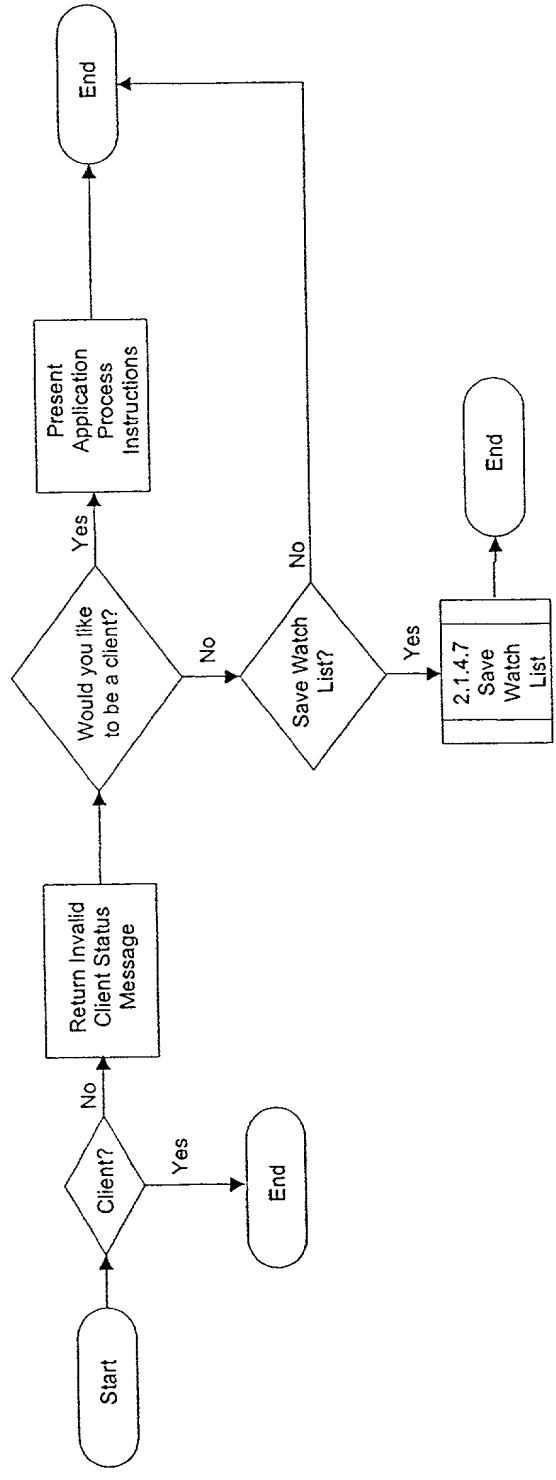 Start
Client?
No
Yes
End
Return Invalid
Client Status
Message
Would you like
to be a client?
Yes
No
Present
Application
Process
Instructions
End
Save Watch
List?
No
Yes
2.1.4.7
Save
Watch
List
End